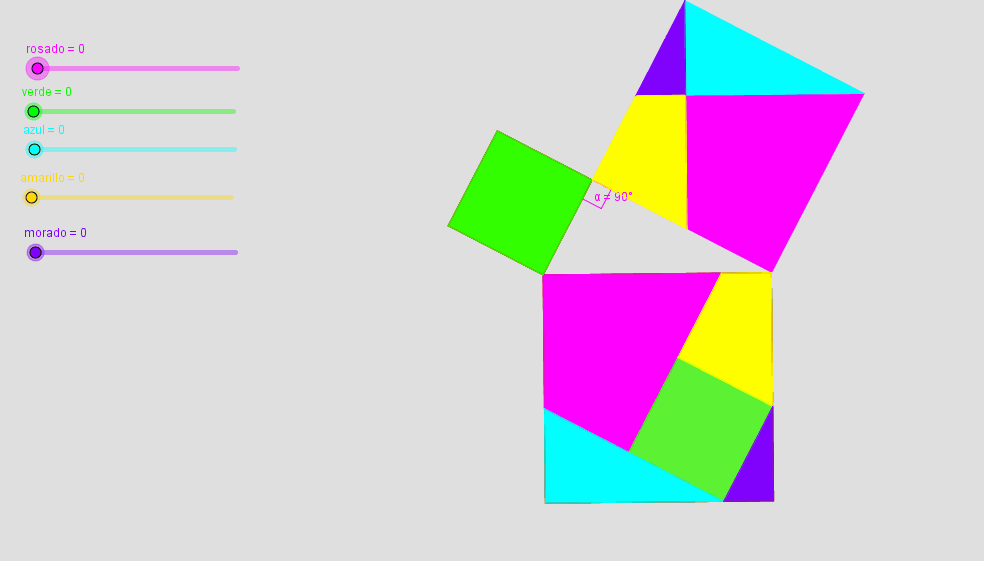 rosado = 0
verde = 0
azul = 0
amarillo = 0
morado = 0
α = 90°